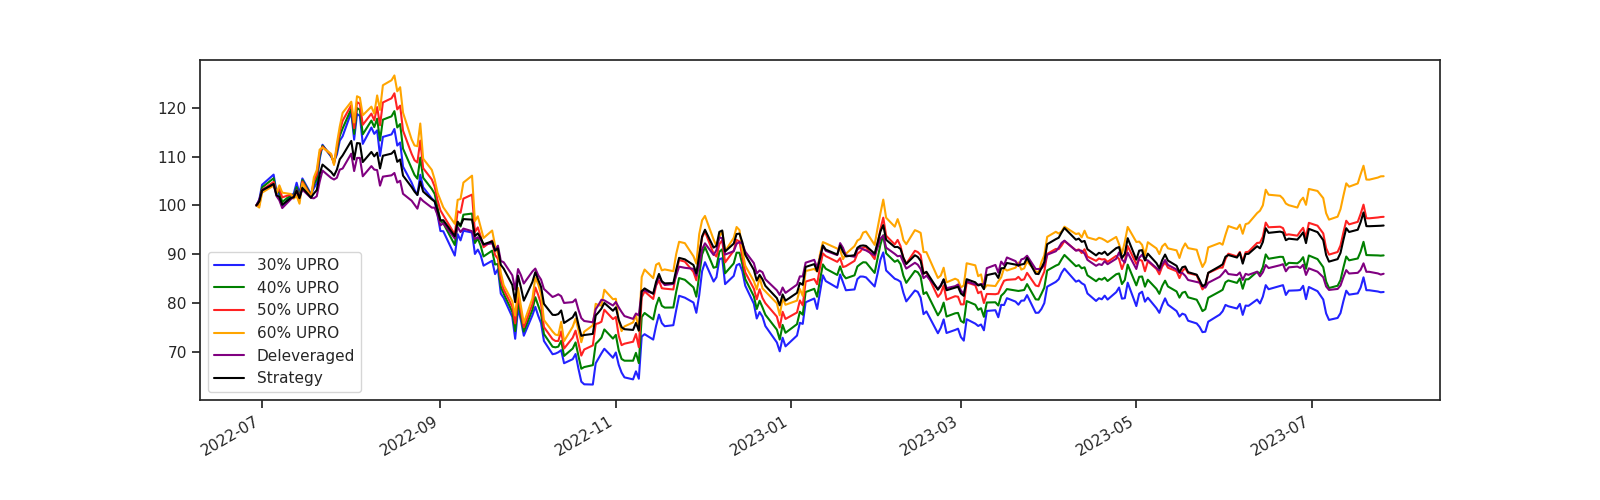 120
110
100
90
80
70
30% UPRO
40% UPRO
50% UPRO
60% UPRO
Deleveraged
Strategy
2022-07
2022-09
2022-11
2023-01
2023-03
2023-05
2023-07